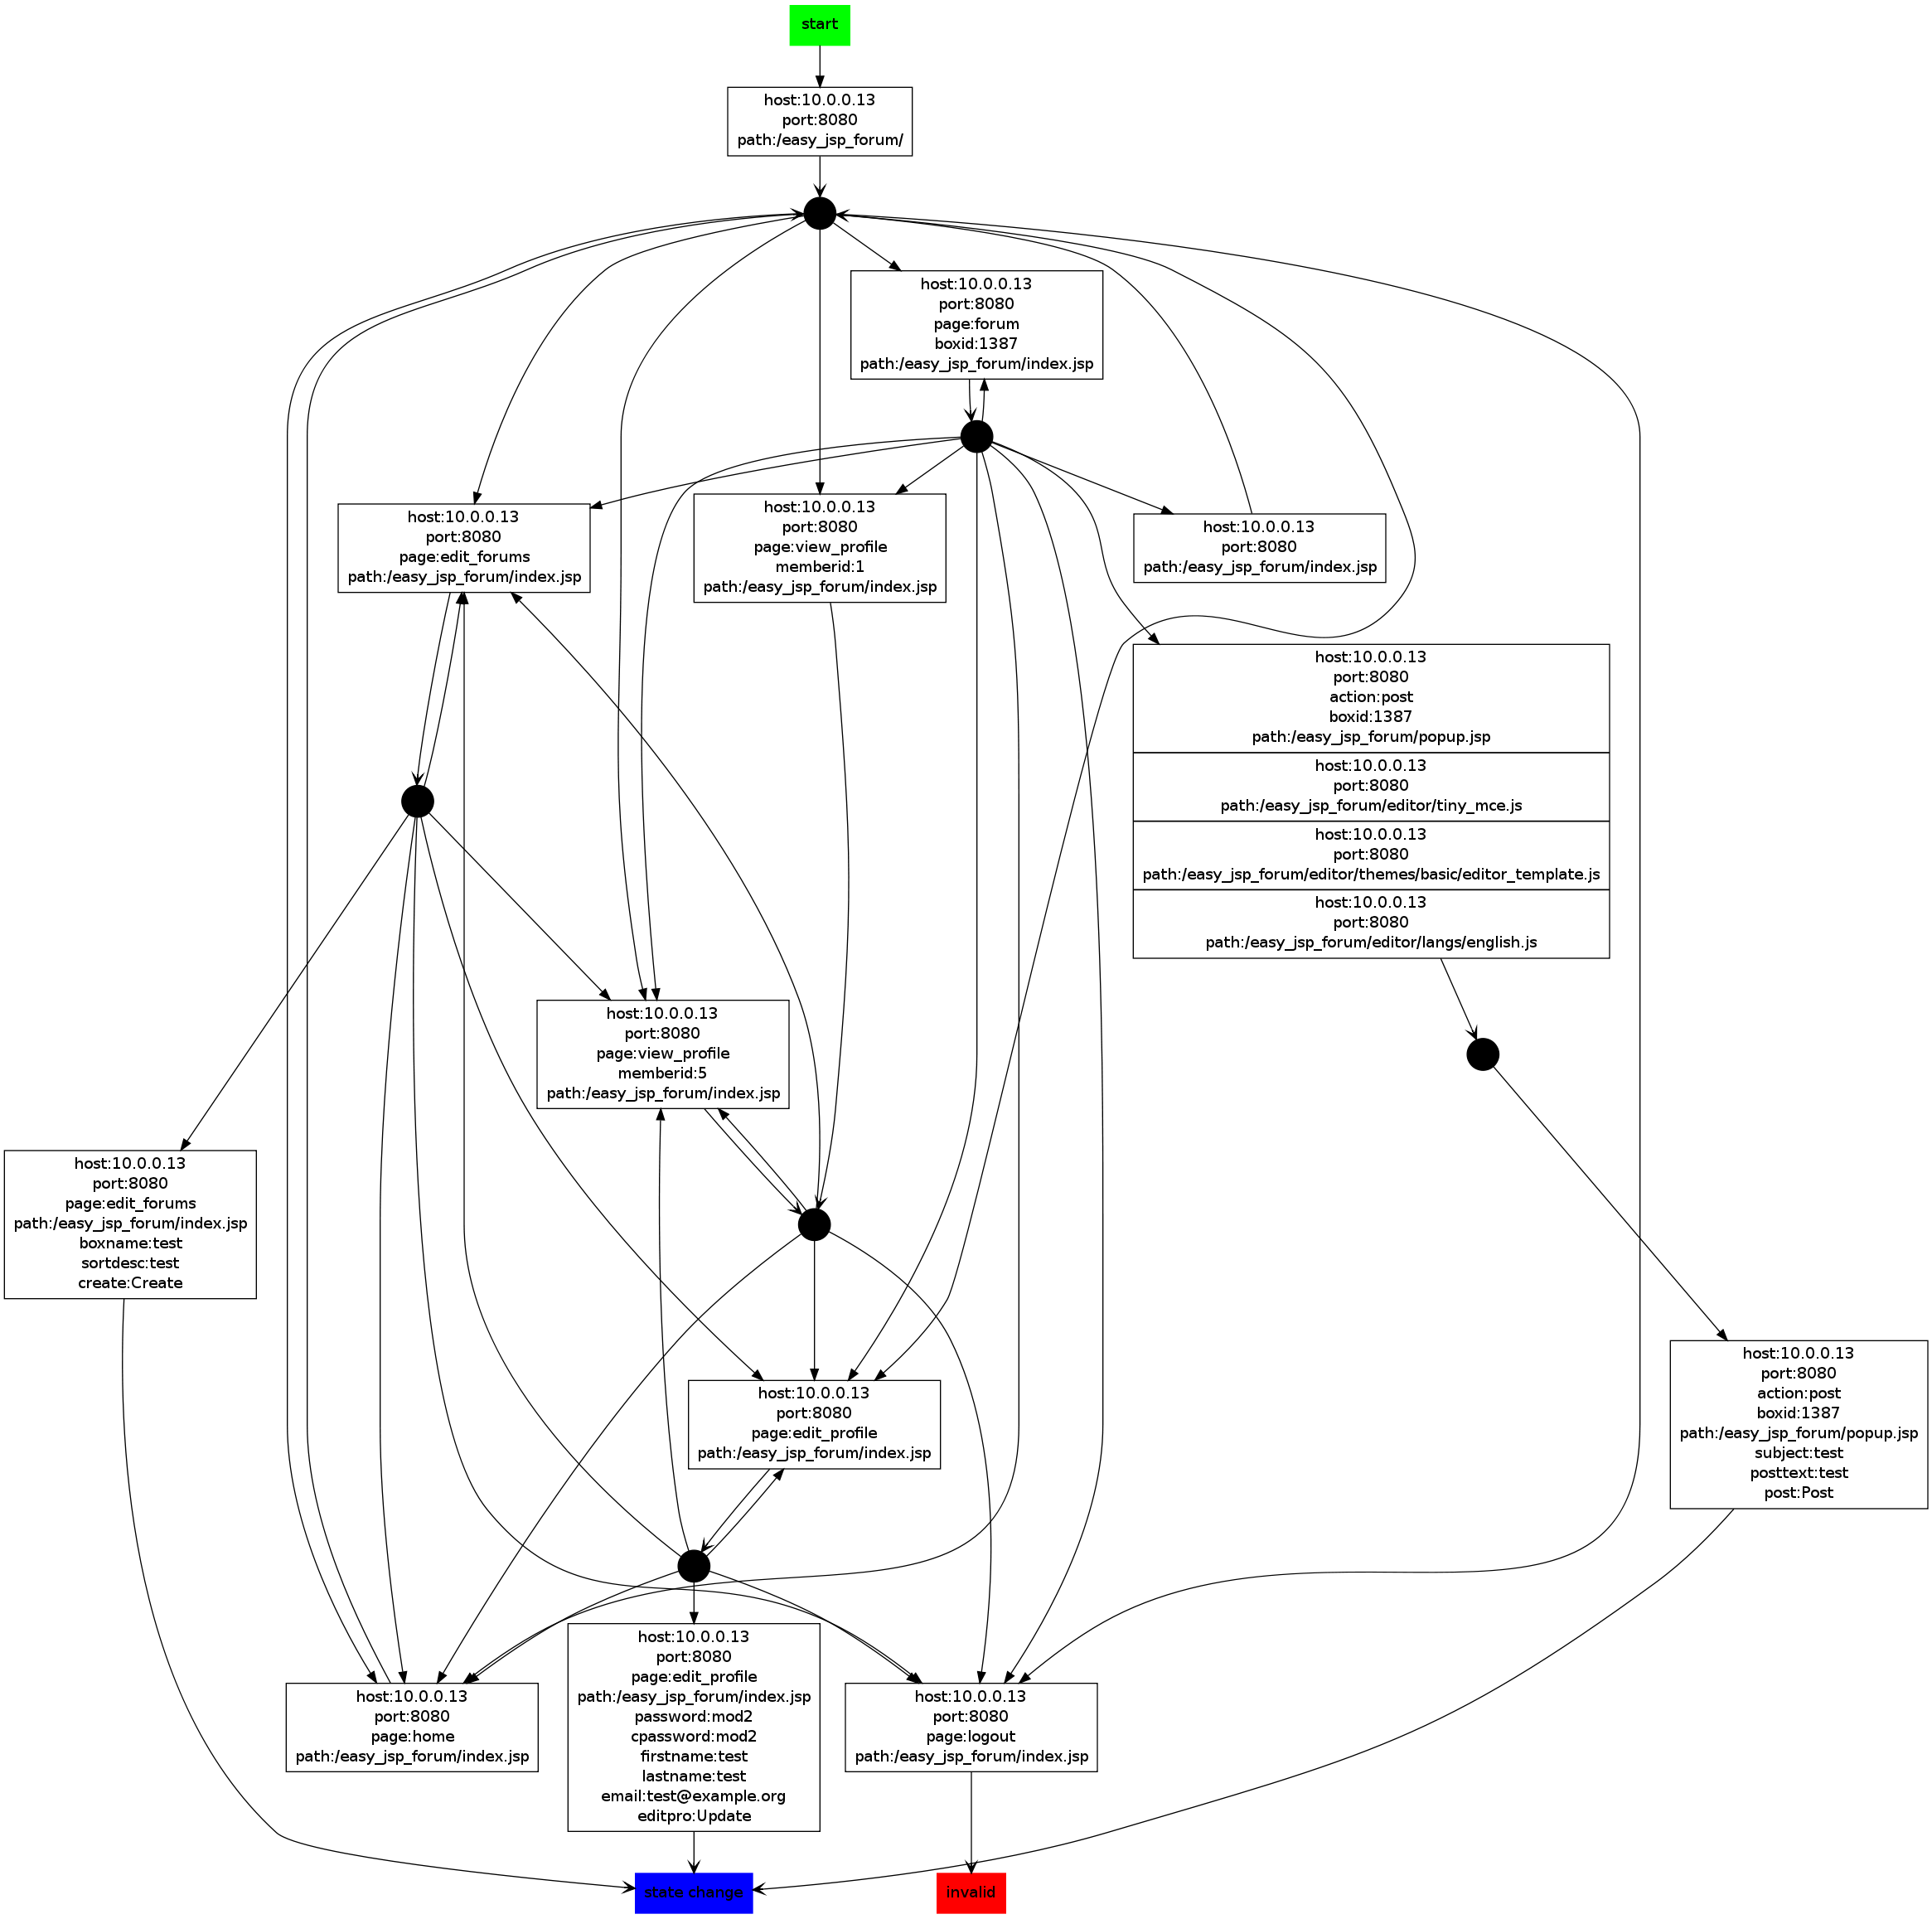 start
host:10.0.0.13
port:8080
path:/easy_jsp_forum/
host:10.0.0.13
port:8080
page:forum
boxid:1387
path:/easy_jsp_forum/index.jsp
host:10.0.0.13
port:8080
page:edit_forums
path:/easy_jsp_forum/index.jsp
host:10.0.0.13
port:8080
page:view_profile
memberid:1
path:/easy_jsp_forum/index.jsp
host:10.0.0.13
port:8080
path:/easy_jsp_forum/index.jsp
host:10.0.0.13
port:8080
action:post
boxid:1387
path:/easy_jsp_forum/popup.jsp
host:10.0.0.13
port:8080
path:/easy_jsp_forum/editor/tiny_mce.js
host:10.0.0.13
port:8080
path:/easy_jsp_forum/editor/themes/basic/editor_template.js
host:10.0.0.13
port:8080
path:/easy_jsp_forum/editor/langs/english.js
host:10.0.0.13
port:8080
page:view_profile
memberid:5
path:/easy_jsp_forum/index.jsp
host:10.0.0.13
port:8080
page:edit_forums
path:/easy_jsp_forum/index.jsp
boxname:test
sortdesc:test
create:Create
host:10.0.0.13
port:8080
page:edit_profile
path:/easy_jsp_forum/index.jsp
host:10.0.0.13
port:8080
action:post
boxid:1387
path:/easy_jsp_forum/popup.jsp
subject:test
posttext:test
post:Post
host:10.0.0.13
port:8080
page:home
path:/easy_jsp_forum/index.jsp
host:10.0.0.13
port:8080
page:edit_profile
path:/easy_jsp_forum/index.jsp
password:mod2
cpassword:mod2
firstname:test
lastname:test
email:test@example.org
editpro:Update
host:10.0.0.13
port:8080
page:logout
path:/easy_jsp_forum/index.jsp
state change
invalid